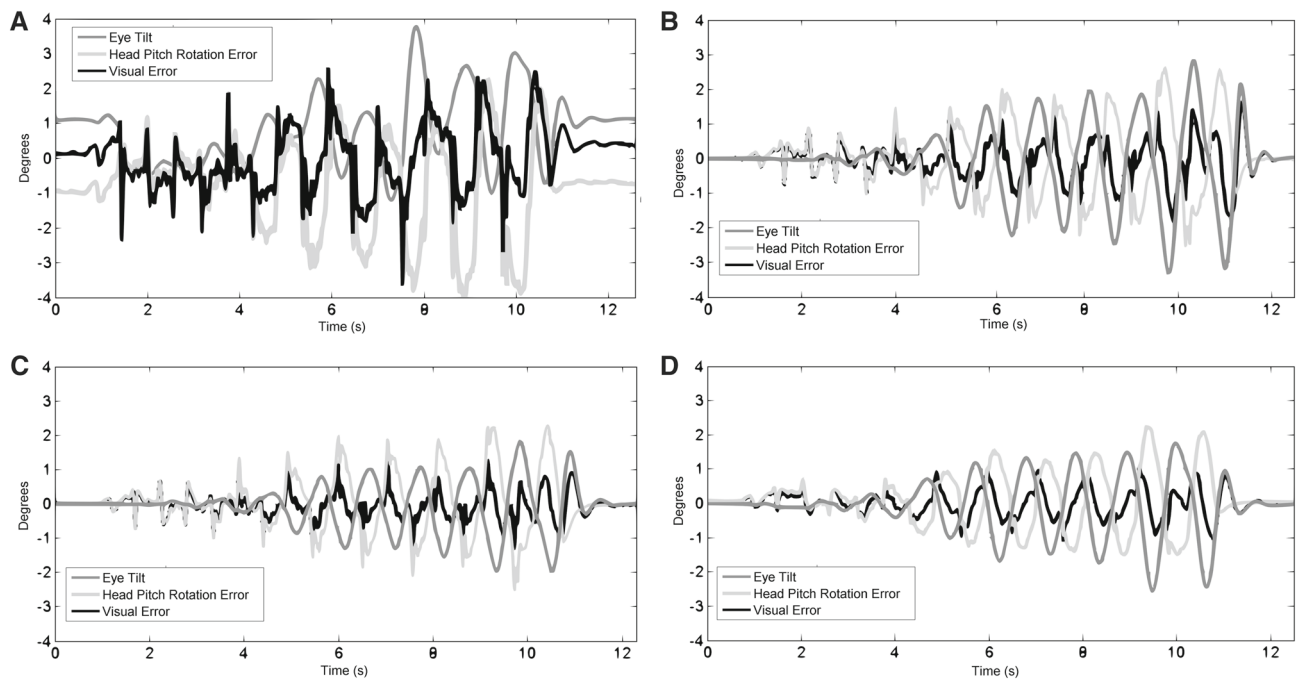 A
4
3
2
1
0
-1
-2
-3
-4
Degrees
Eye Tilt
Head Pitch Rotation Error
Visual Error
0 2 4 6 8 10 12
Time (s)
B
4
3
2
1
0
-1
-2
-3
-4
Degrees
Eye Tilt
Head Pitch Rotation Error
Visual Error
0 2 4 6 8 10 12
Time (s)
C
4
3
2
1
0
-1
-2
-3
-4
Degrees
Eye Tilt
Head Pitch Rotation Error
Visual Error
0 2 4 6 8 10 12
Time (s)
D
4
3
2
1
0
-1
-2
-3
-4
Degrees
Eye Tilt
Head Pitch Rotation Error
Visual Error
0 2 4 6 8 10 12
Time (s)